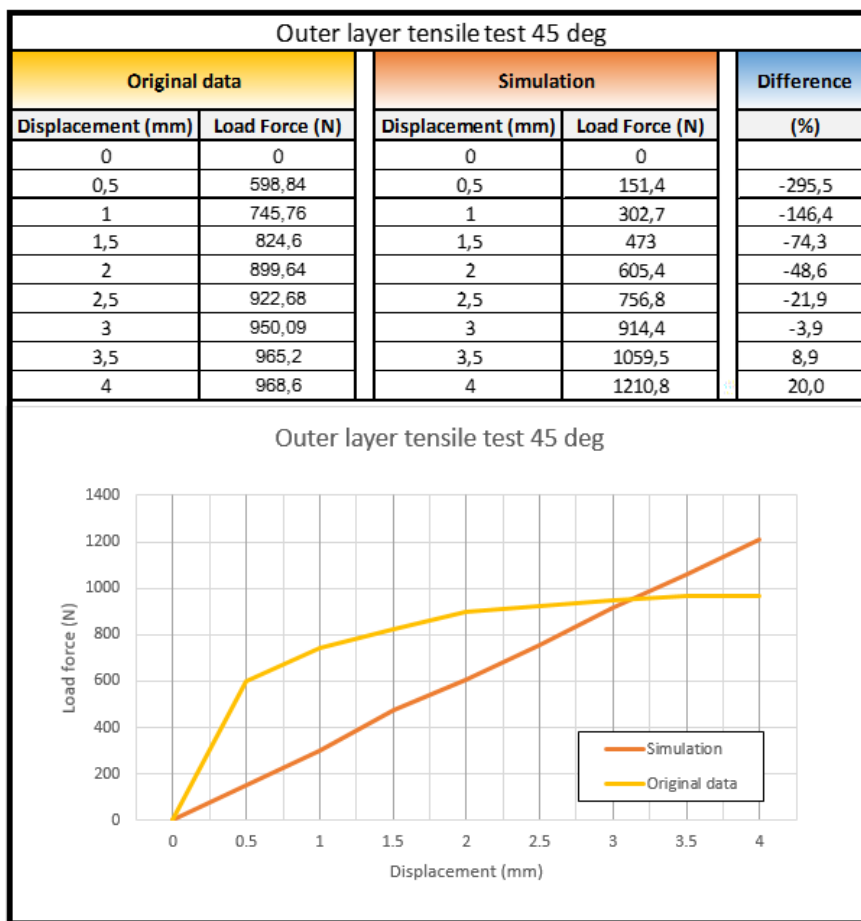 Outer layer tensile test 45 deg
Original data Simulation Difference
Displacement (mm) Load Force (N) Displacement (mm) Load Force (N) (%)
0 0 0 0
0,5 598,84 0,5 151,4 -295,5
1 745,76 1 302,7 -146,4
1,5 824,6 1,5 473 -74,3
2 899,64 2 605,4 -48,6
2,5 922,68 2,5 756,8 -21,9
3 950,09 3 914,4 -3,9
3,5 965,2 3,5 1059,5 8,9
4 968,6 4 1210,8 20,0
Outer layer tensile test 45 deg
1400
1200
1000
800
600
400
200
0
Load force (N)
Simulation
Original data
0 0.5 1 1.5 2 2.5 3 3.5 4
Displacement (mm)